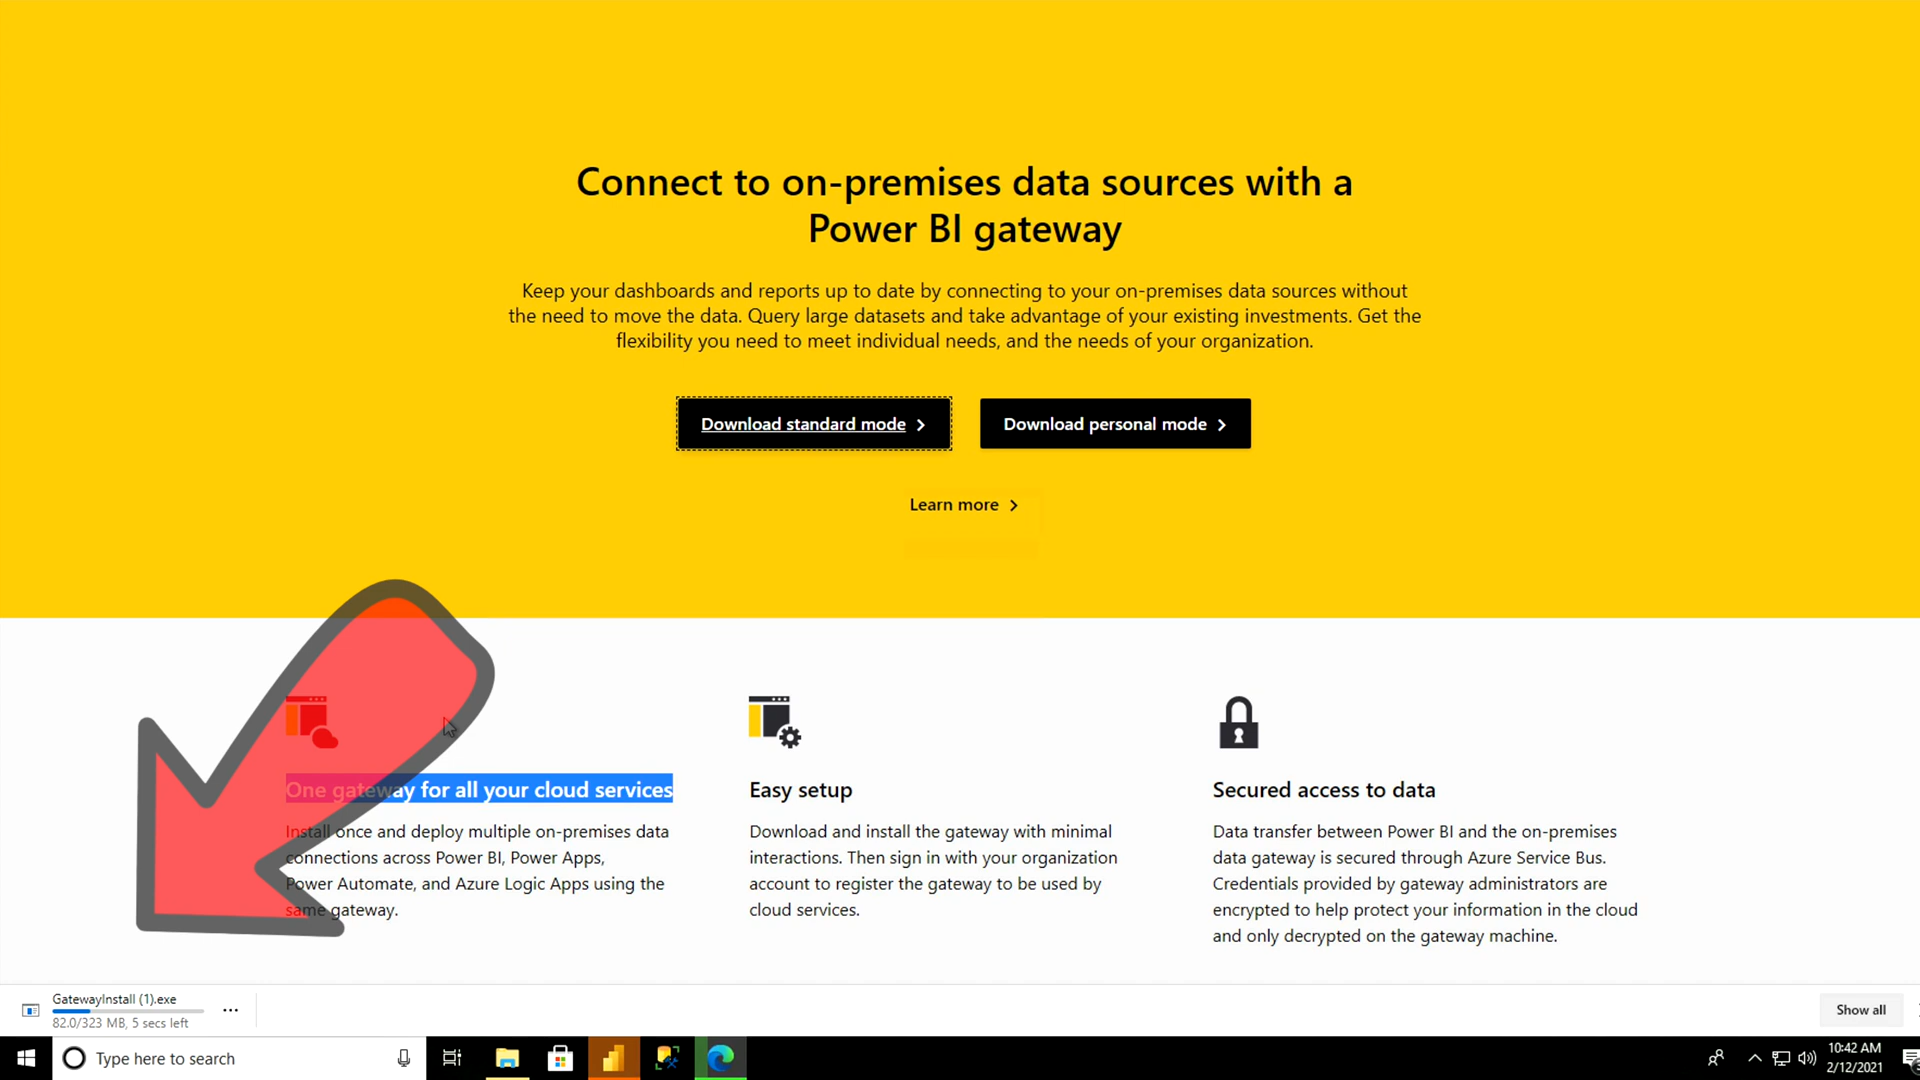 Connect to on-premises data sources with a
Power BI gateway
Keep your dashboards and reports up to date by connecting to your on-premises data sources without
the need to move the data. Query large datasets and take advantage of your existing investments. Get the
flexibility you need to meet individual needs, and the needs of your organization.
Download standard mode
Download personal mode
Learn more
One gateway for all your cloud services
Install once and deploy multiple on-premises data
connections across Power BI, Power Apps,
Power Automate, and Azure Logic Apps using the
same gateway.
Easy setup
Download and install the gateway with minimal
interactions. Then sign in with your organization
account to register the gateway to be used by
cloud services.
Secured access to data
Data transfer between Power BI and the on-premises
data gateway is secured through Azure Service Bus.
Credentials provided by gateway administrators are
encrypted to help protect your information in the cloud
and only decrypted on the gateway machine.
GatewayInstall (1).exe
82.0/323 MB, 5 secs left
Show all
Type here to search
10:42 AM
2/12/2021